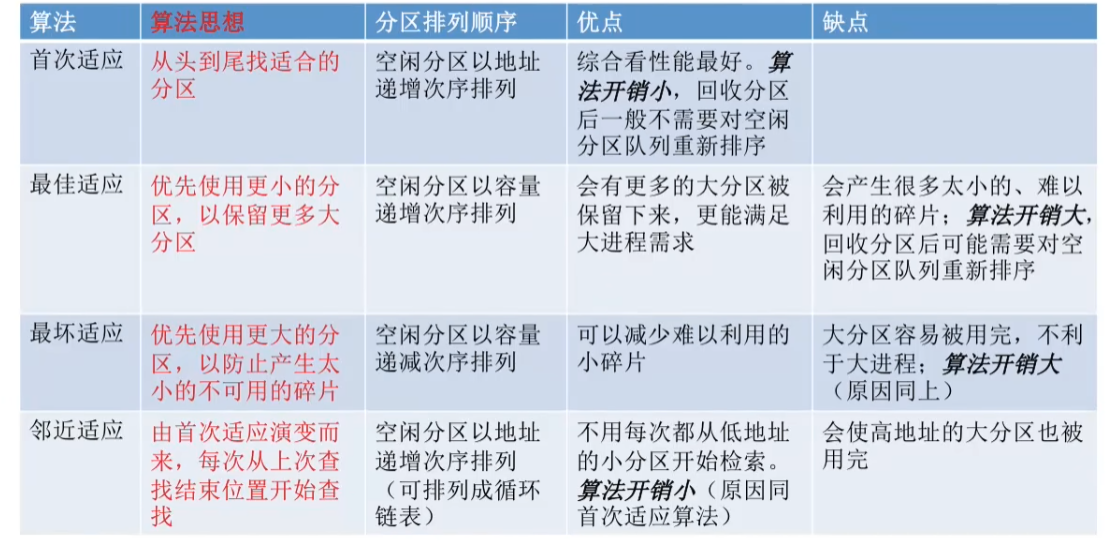 算法
算法思想
分区排列顺序
优点
缺点
首次适应
从头到尾找适合的
分区
空闲分区以地址
递增次序排列
综合看性能最好。算
法开销小，回收分区
后一般不需要对空闲
分区队列重新排序
最佳适应
优先使用更小的分
区，以保留更多大
分区
空闲分区以容量
递增次序排列
会有更多的大分区被
保留下来，更能满足
大进程需求
会产生很多太小的、难以
利用的碎片；算法开销大，
回收分区后可能需要对空
闲分区队列重新排序
最坏适应
优先使用更大的分
区，以防止产生太
小的不可用的碎片
空闲分区以容量
递减次序排列
可以减少难以利用的
小碎片
大分区容易被用完，不利
于大进程；算法开销大
（原因同上）
邻近适应
由首次适应演变而
来，每次从上次查
找结束位置开始查
找
空闲分区以地址
递增次序排列
（可排列成循环
链表）
不用每次都从低地址
的小分区开始检索。
算法开销小（原因同
首次适应算法）
会使高地址的大分区也被
用完